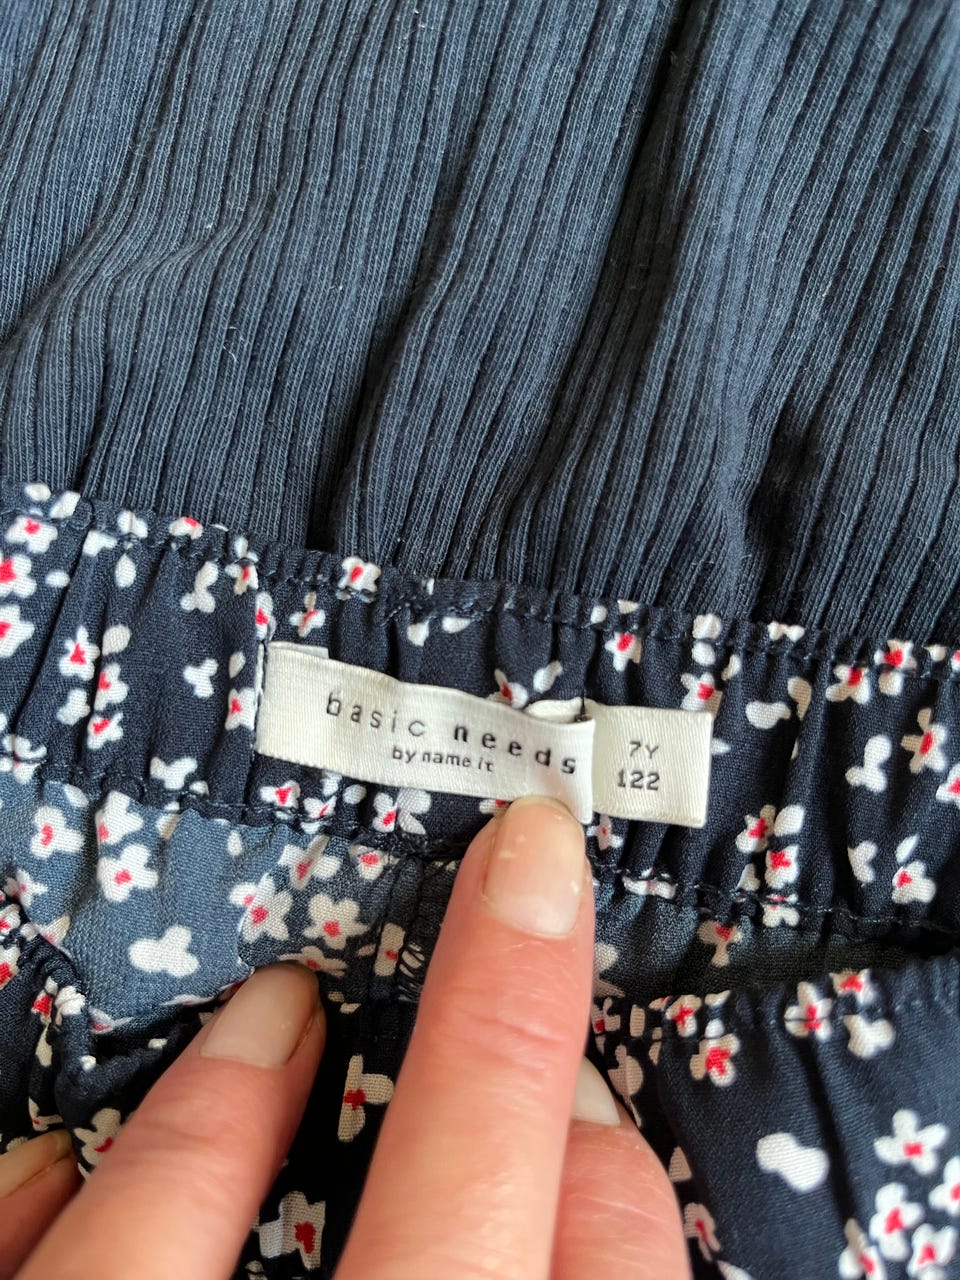 basic needs
by name it
7Y
122